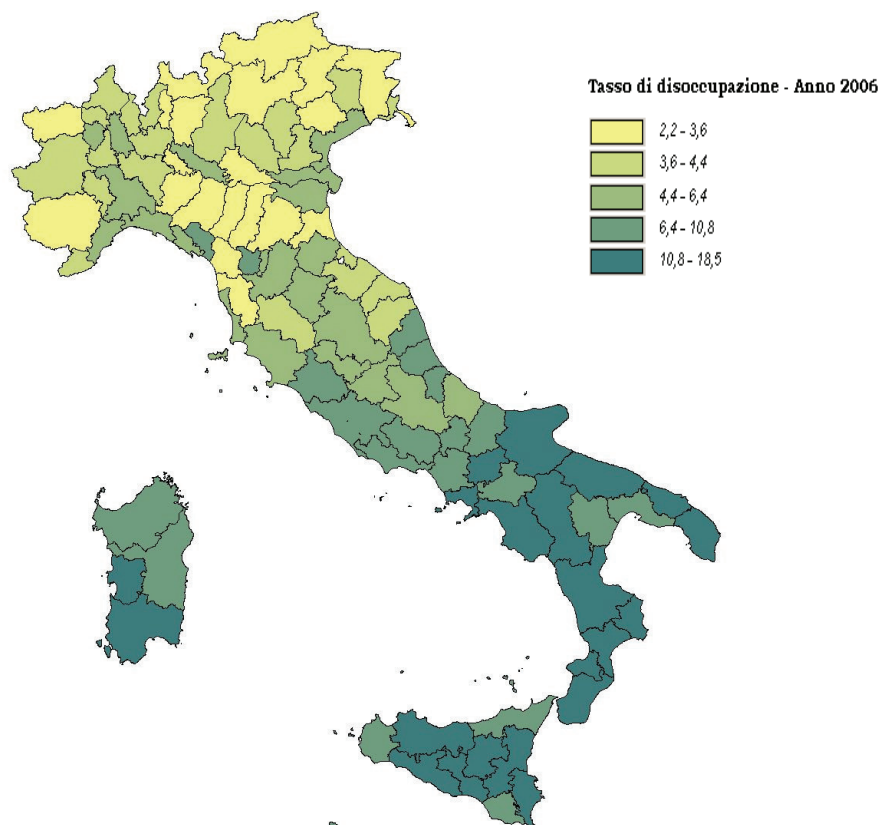 Tasso di disoccupazione - Anno 2006
2,2 - 3,6
3,6 - 4,4
4,4 - 6,4
6,4 - 10,8
10,8 - 18,5